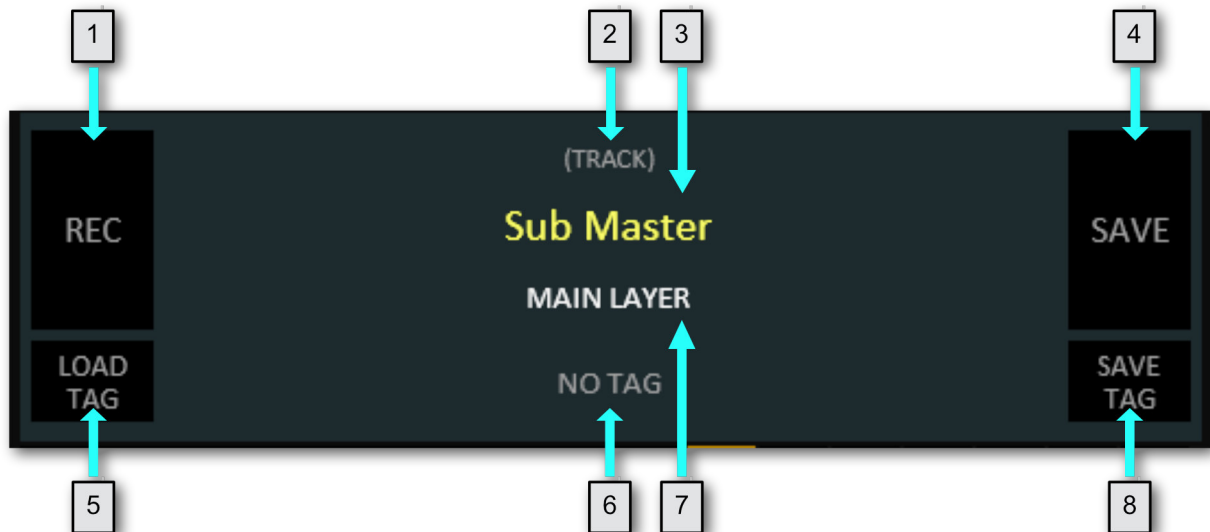 1 2 3 4
(TRACK)
REC Sub Master SAVE
MAIN LAYER
LOAD
TAG
NO TAG
SAVE
TAG
5 6 7 8